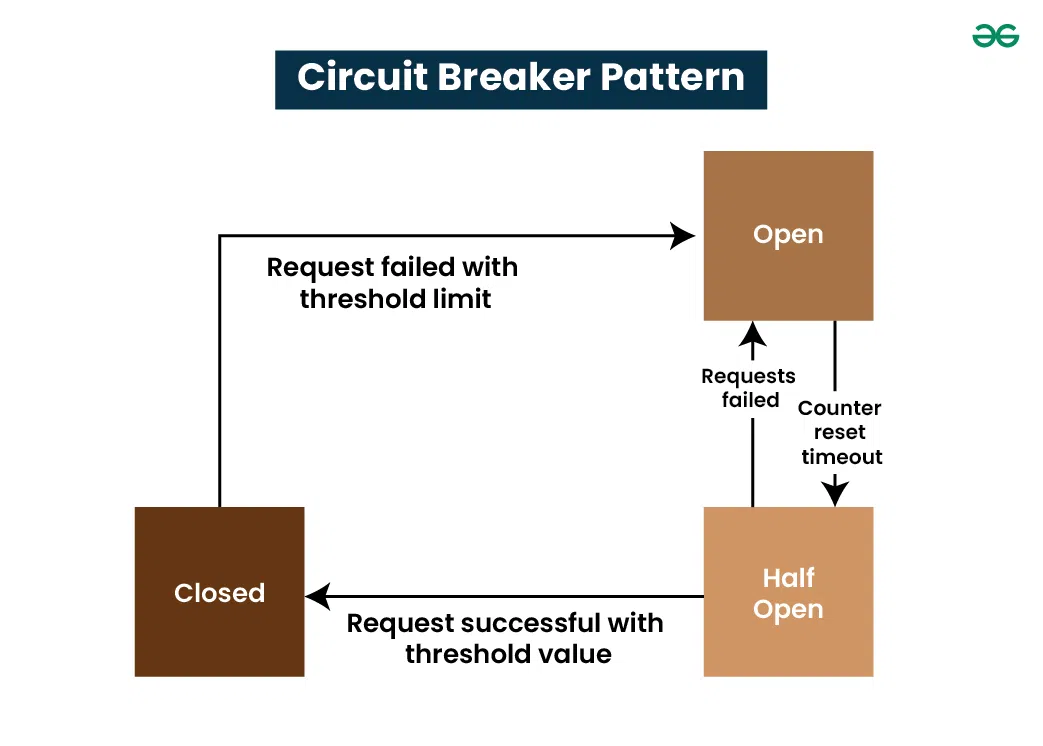 Circuit Breaker Pattern
Open
Request failed with
threshold limit
Requests
failed
Counter
reset
timeout
Closed
Half
Open
Request successful with
threshold value